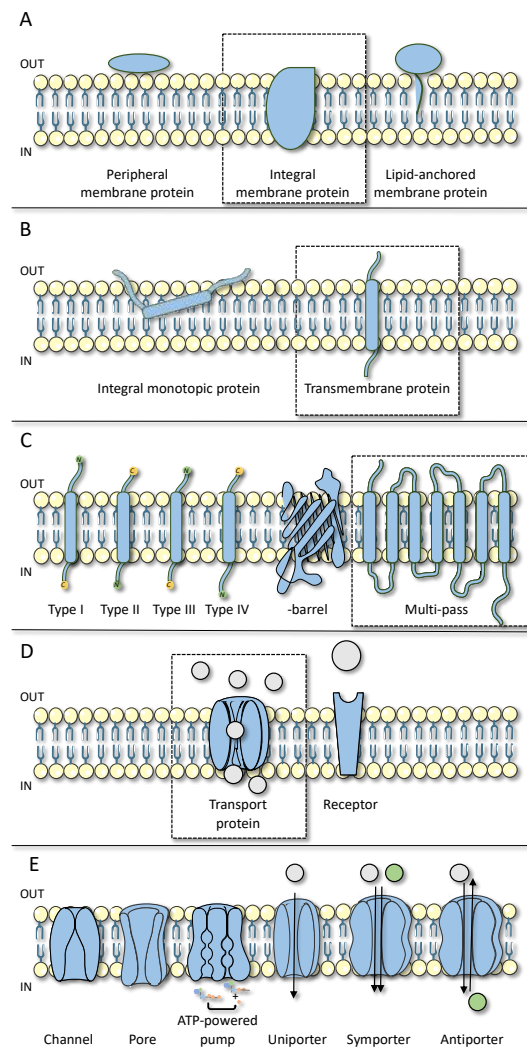 A
OUT
IN
Peripheral
membrane protein
Integral
membrane protein
Lipid-anchored
membrane protein
B
OUT
IN
Integral monotopic protein
Transmembrane protein
C
N
C
N
C
OUT
IN
C
N
C
N
Type I
Type II
Type III
Type IV
-barrel
Multi-pass
D
OUT
IN
Transport
protein
Receptor
E
OUT
IN
+
Channel
Pore
ATP-powered
pump
Uniporter
Symporter
Antiporter